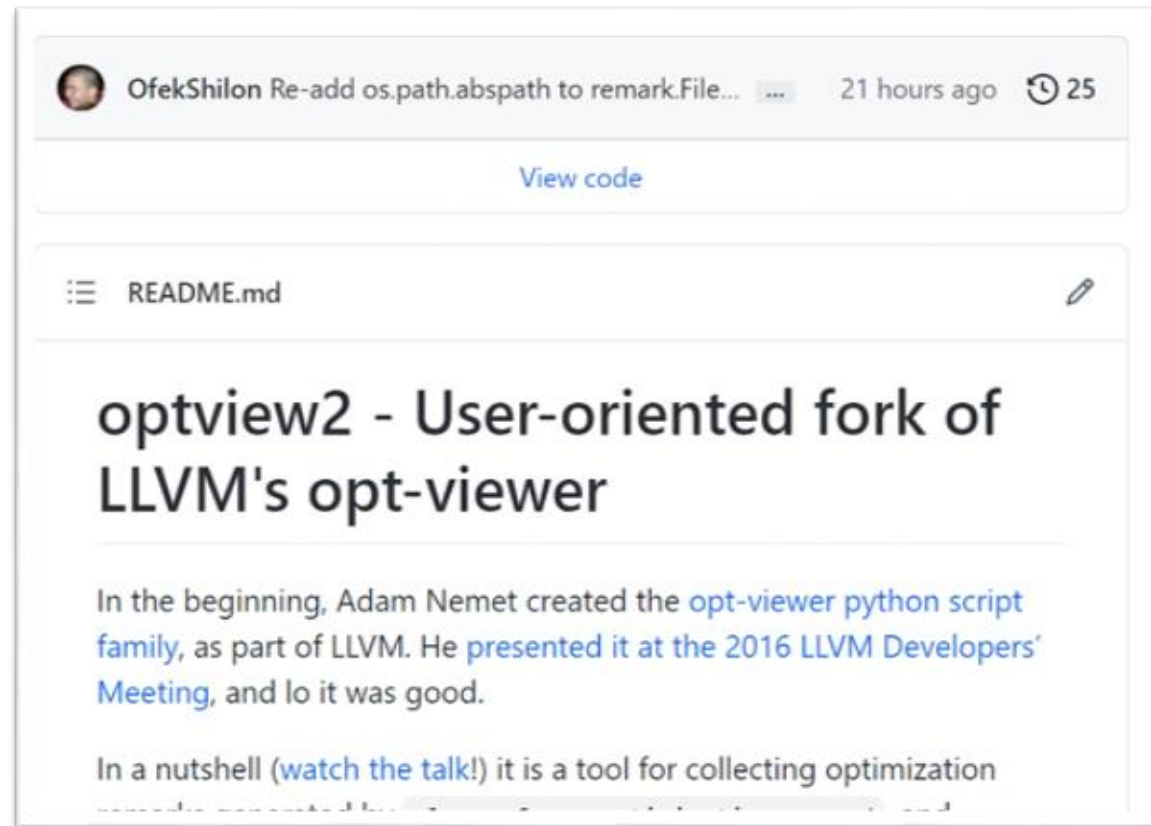 OfekShilon Re-add os.path.abspath to remark.File... ... 21 hours ago 25
View code
README.md
optview2 - User-oriented fork of
LLVM's opt-viewer
In the beginning, Adam Nemet created the opt-viewer python script
family, as part of LLVM. He presented it at the 2016 LLVM Developers’
Meeting, and lo it was good.
In a nutshell (watch the talk!) it is a tool for collecting optimization